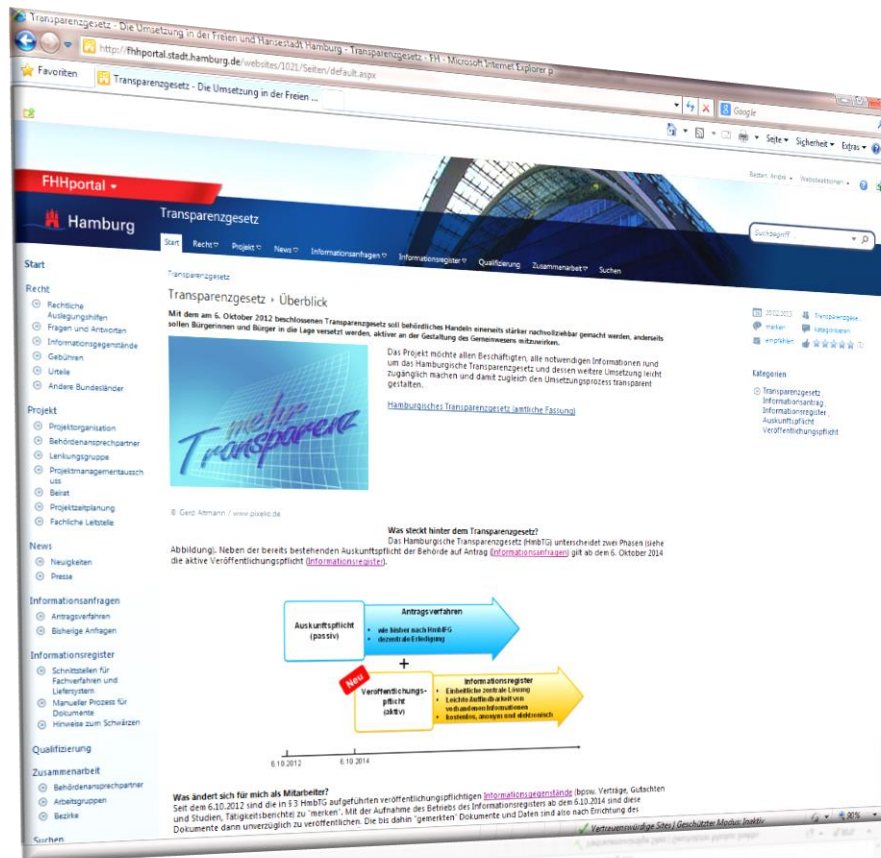 Transparenzgesetz - Die Umsetzung in der Freien und Hansestadt Hamburg - Transparenzgesetz - FH - Microsoft Internet Explorer p
http://fhhportal.stadt.hamburg.de/websites/1021/Seiten/default.aspx
Google
Favoriten
Transparenzgesetz - Die Umsetzung in der Freien ...
Seite
Sicherheit
Extras
FHHportal
Websiteaktionen
Hamburg
Transparenzgesetz
Suchbegriff
Start Recht Projekt News Informationsanfragen Informationsregister Qualifizierung Zusammenarbeit Suchen
Start
Recht
Rechtliche
Auslegungshilfen
Fragen und Antworten
Informationsgegenstände
Gebühren
Urteile
Andere Bundesländer
Projekt
Projektorganisation
Behördenansprechpartner
Lenkungsgruppe
Projektmanagementaussch
uss
Beirat
Projektzeitplanung
Fachliche Leitstelle
News
Neuigkeiten
Presse
Informationsanfragen
Antragsverfahren
Bisherige Anfragen
Informationsregister
Schnittstellen für
Fachverfahren und
Liefersystem
Manueller Prozess für
Dokumente
Hinweise zum Schwärzen
Qualifizierung
Zusammenarbeit
Behördenansprechpartner
Arbeitsgruppen
Bezirke
Suchen
Transparenzgesetz
Transparenzgesetz › Überblick
Mit dem am 6. Oktober 2012 beschlossenen Transparenzgesetz soll behördliches Handeln einerseits stärker nachvollziehbar gemacht werden, anderseits
sollen Bürgerinnen und Bürger in die Lage versetzt werden, aktiver an der Gestaltung des Gemeinwesens mitzuwirken.
mehr
Transparenz
Das Projekt möchte allen Beschäftigten, alle notwendigen Informationen rund
um das Hamburgische Transparenzgesetz und dessen weitere Umsetzung leicht
zugänglich machen und damit zugleich den Umsetzungsprozess transparent
gestalten.
Hamburgisches Transparenzgesetz (amtliche Fassung)
© Gerd Altmann / www.pixelio.de
Was steckt hinter dem Transparenzgesetz?
Das Hamburgische Transparenzgesetz (HmbTG) unterscheidet zwei Phasen (siehe
Abbildung). Neben der bereits bestehenden Auskunftspflicht der Behörde auf Antrag (Informationsanfragen) gilt ab dem 6. Oktober 2014
die aktive Veröffentlichungspflicht (Informationsregister).
Auskunftspflicht
(passiv)
Antragsverfahren
• wie bisher nach HmbIFG
• dezentrale Erledigung
+
Neu
Veröffentlichungs-
pflicht
(aktiv)
Informationsregister
• Einheitliche zentrale Lösung
• Leichte Auffindbarkeit von
vorhandenen Informationen
• kostenlos, anonym und elektronisch
6.10.2012 6.10.2014
Was ändert sich für mich als Mitarbeiter?
Seit dem 6.10.2012 sind die in §3 HmbTG aufgeführten veröffentlichungspflichtigen Informationsgegenstände (bpsw. Verträge, Gutachten
und Studien, Tätigkeitsberichte) zu "merken". Mit der Aufnahme des Betriebs des Informationsregisters ab dem 6.10.2014 sind diese
Dokumente dann unverzüglich zu veröffentlichen. Die bis dahin "gemerkten" Dokumente und Daten sind also nach Errichtung des
Transparenzgese...
merken
kategorisieren
empfehlen
Kategorien
Transparenzgesetz,
Informationsantrag,
Informationsregister,
Auskunftspflicht
Veröffentlichungspflicht
Vertrauenswürdige Sites | Geschützter Modus: Inaktiv
90%